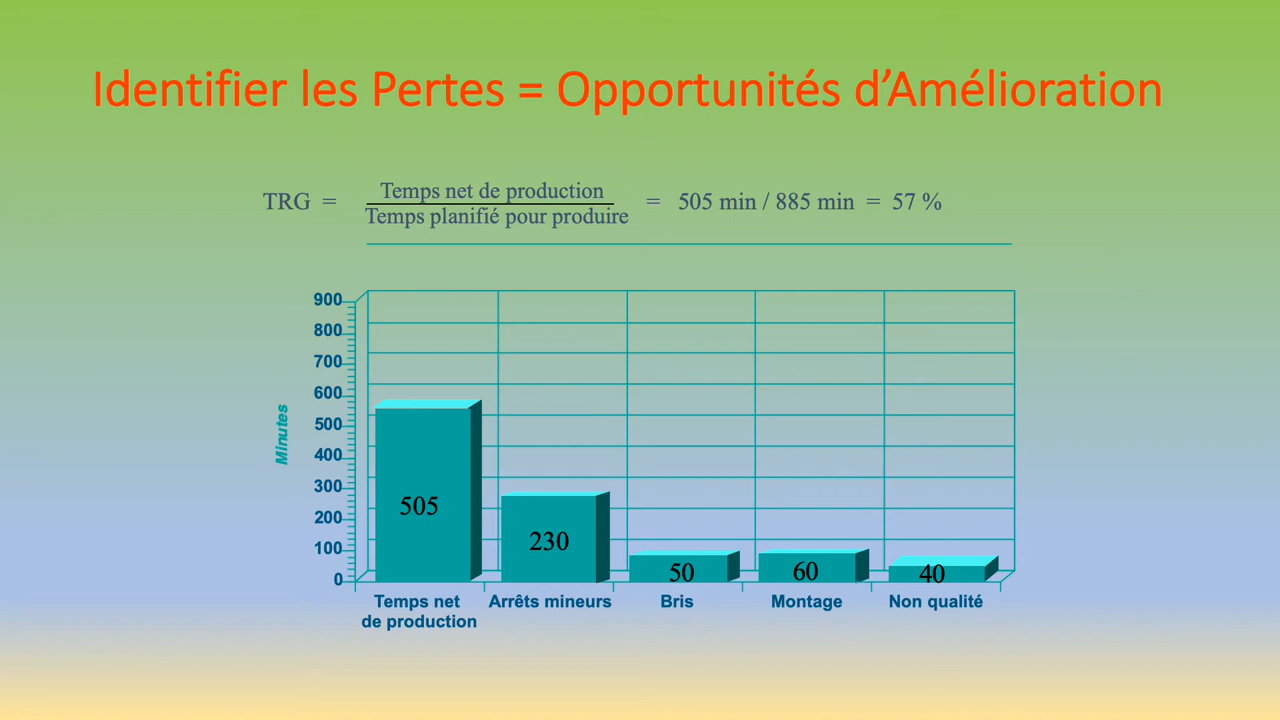 Identifier les Pertes = Opportunités d’Amélioration
Temps net de production
TRG = = 505 min / 885 min = 57 %
Temps planifié pour produire
900
800
700
600
500
400
300
200
100
0
Minutes
505
230
50
60
40
Temps net Arrêts mineurs Bris Montage Non qualité
de production